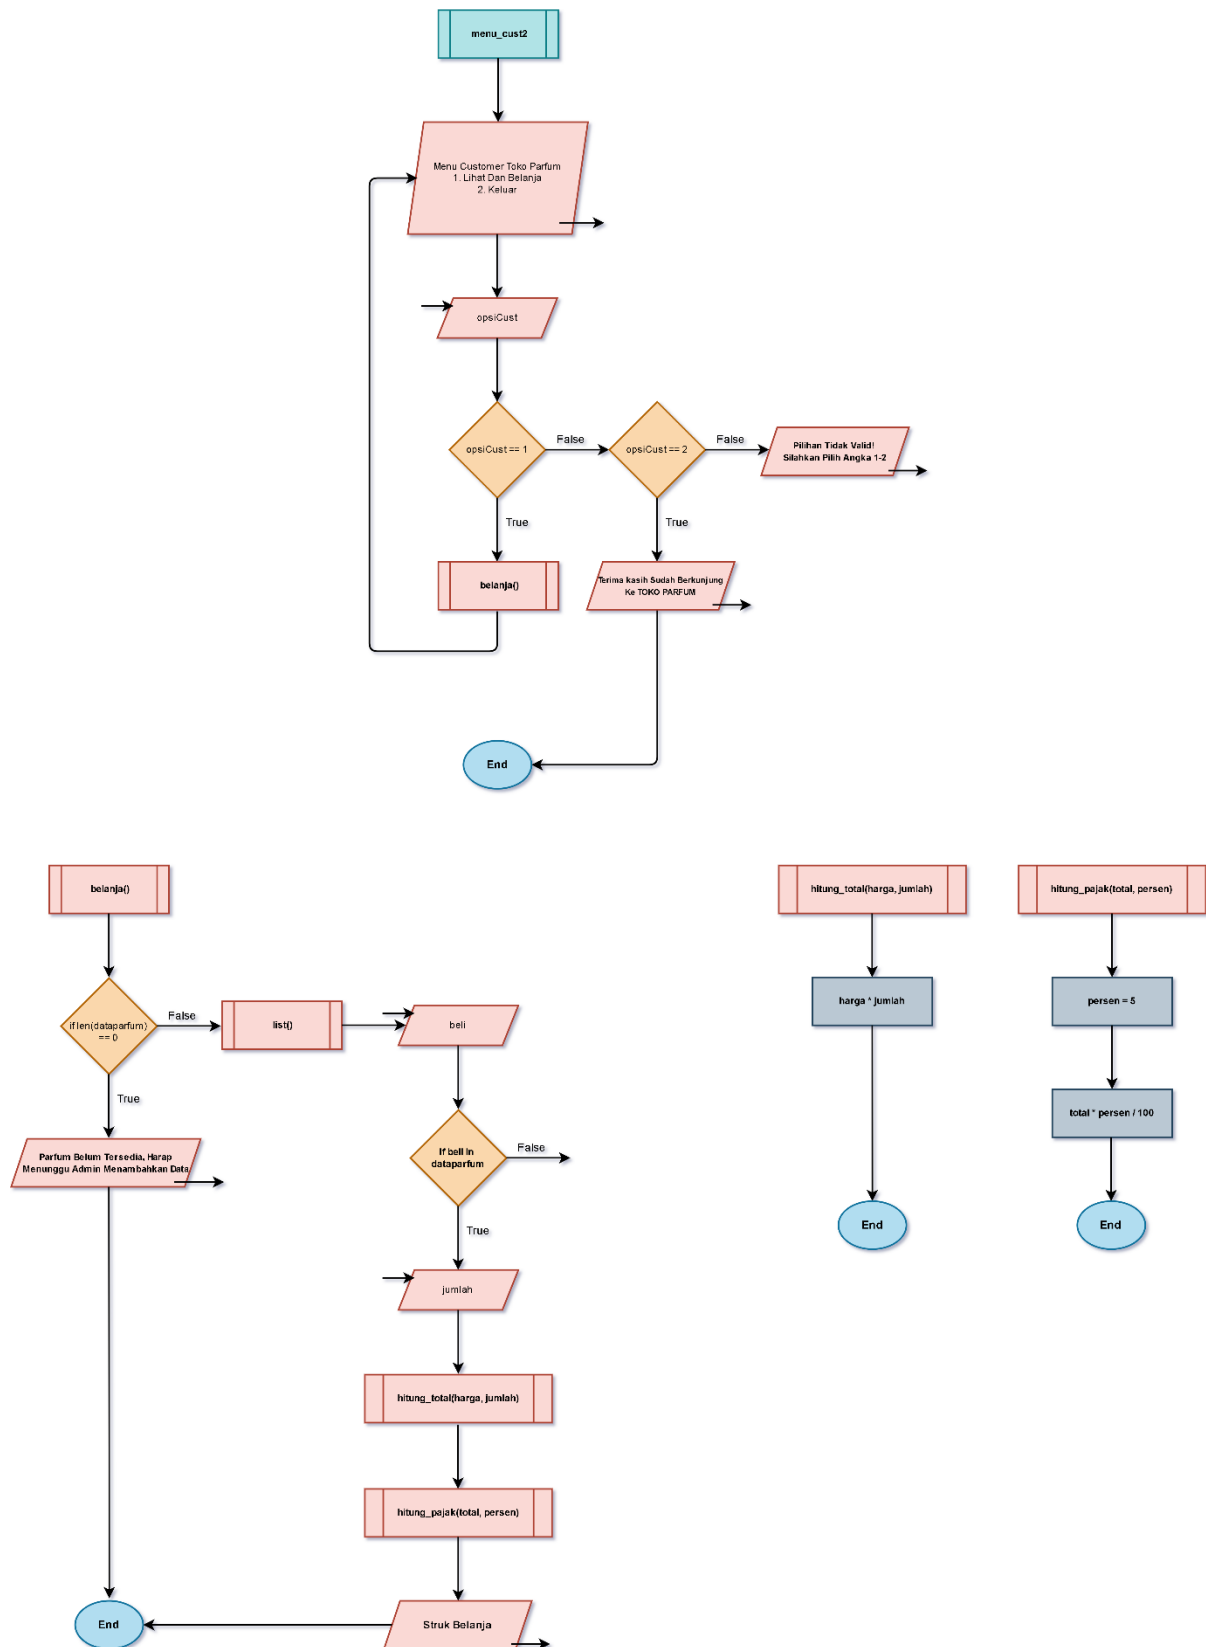 menu_cust2
Menu Customer Toko Parfum
1. Lihat Dan Belanja
2. Keluar
opsiCust
opsiCust == 1
False
opsiCust == 2
False
Pilihan Tidak Valid!
Silahkan Pilih Angka 1-2
True
True
belanja()
Terima kasih Sudah Berkunjung
Ke TOKO PARFUM
End
belanja()
if len(dataparfum)
== 0
False
list()
beli
True
Parfum Belum Tersedia, Harap
Menunggu Admin Menambahkan Data
If beli in
dataparfum
False
True
jumlah
hitung_total(harga, jumlah)
hitung_pajak(total, persen)
Struk Belanja
End
hitung_total(harga, jumlah)
harga * jumlah
End
hitung_pajak(total, persen)
persen = 5
total * persen / 100
End